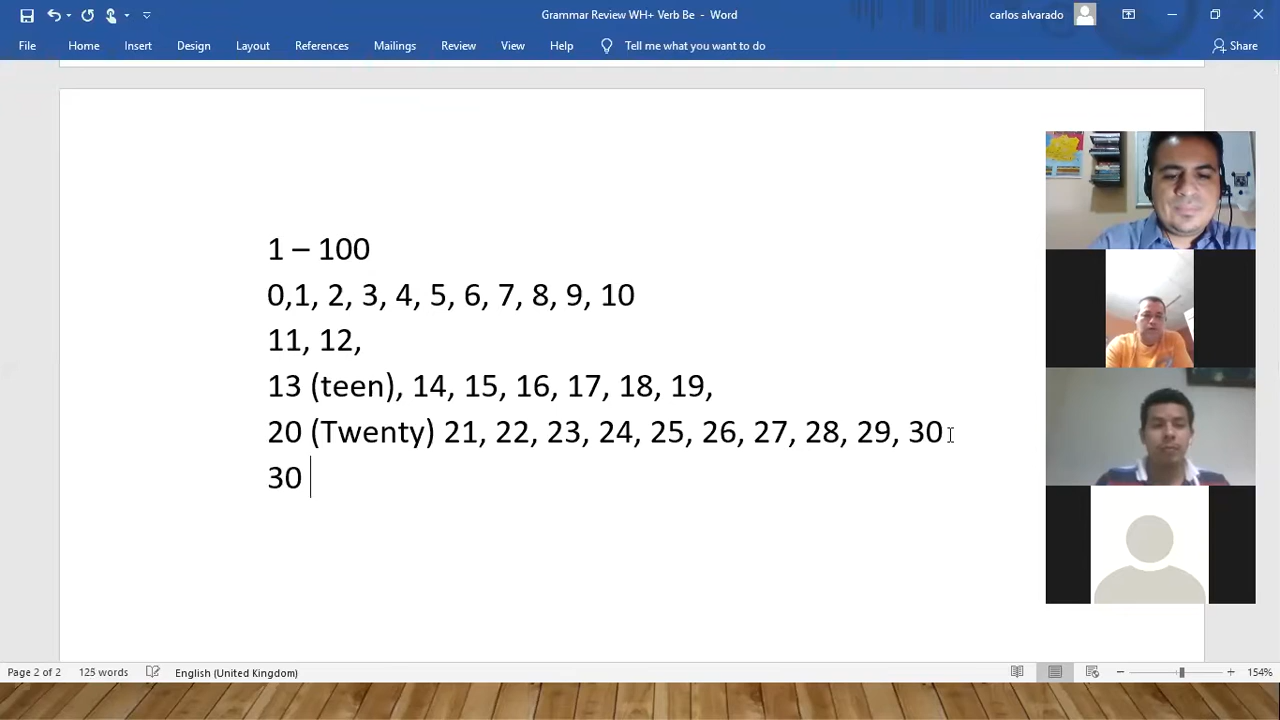 Grammar Review WH+ Verb Be - Word
carlos alvarado
File Home Insert Design Layout References Mailings Review View Help Tell me what you want to do Share
1 – 100
0,1, 2, 3, 4, 5, 6, 7, 8, 9, 10
11, 12,
13 (teen), 14, 15, 16, 17, 18, 19,
20 (Twenty) 21, 22, 23, 24, 25, 26, 27, 28, 29, 30
30
Page 2 of 2 125 words English (United Kingdom) 154%